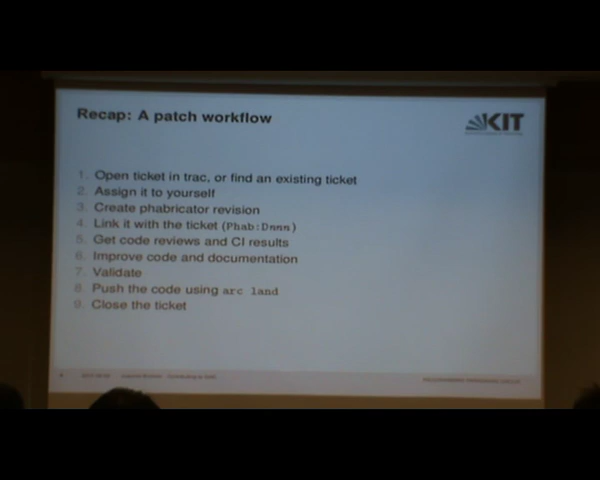 Recap: A patch workflow
KIT
1. Open ticket in trac, or find an existing ticket
2. Assign it to yourself
3. Create phabricator revision
4. Link it with the ticket (Phab:Dnnn)
5. Get code reviews and CI results
6. Improve code and documentation
7. Validate
8. Push the code using arc land
9. Close the ticket